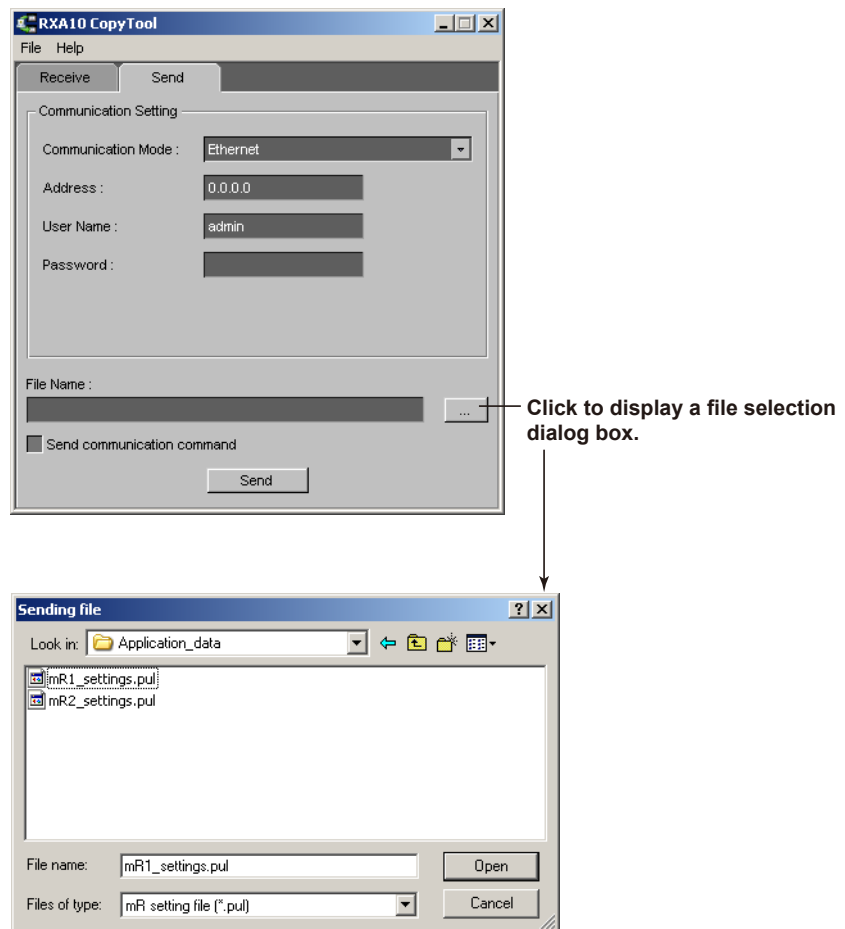 RXA10 CopyTool
File Help
Receive Send
Communication Setting
Communication Mode : Ethernet
Address : 0.0.0.0
User Name : admin
Password :
File Name :
...
Click to display a file selection
dialog box.
Send communication command
Send
Sending file
Look in: Application_data
mR1_settings.pul
mR2_settings.pul
File name: mR1_settings.pul Open
Files of type: mR setting file (*.pul) Cancel